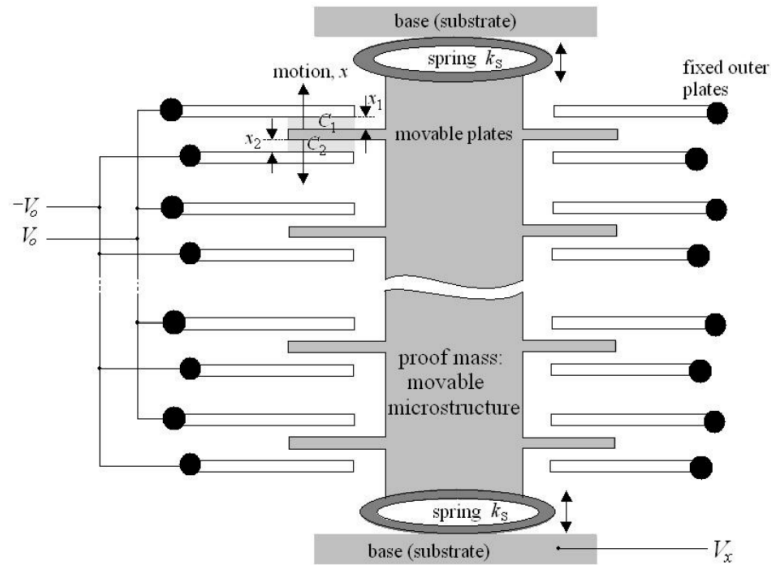 base (substrate)
spring kS
motion, x
fixed outer
plates
x1
C1
movable plates
x2
C2
−Vo
Vo
proof mass:
movable
microstructure
spring kS
base (substrate)
Vx